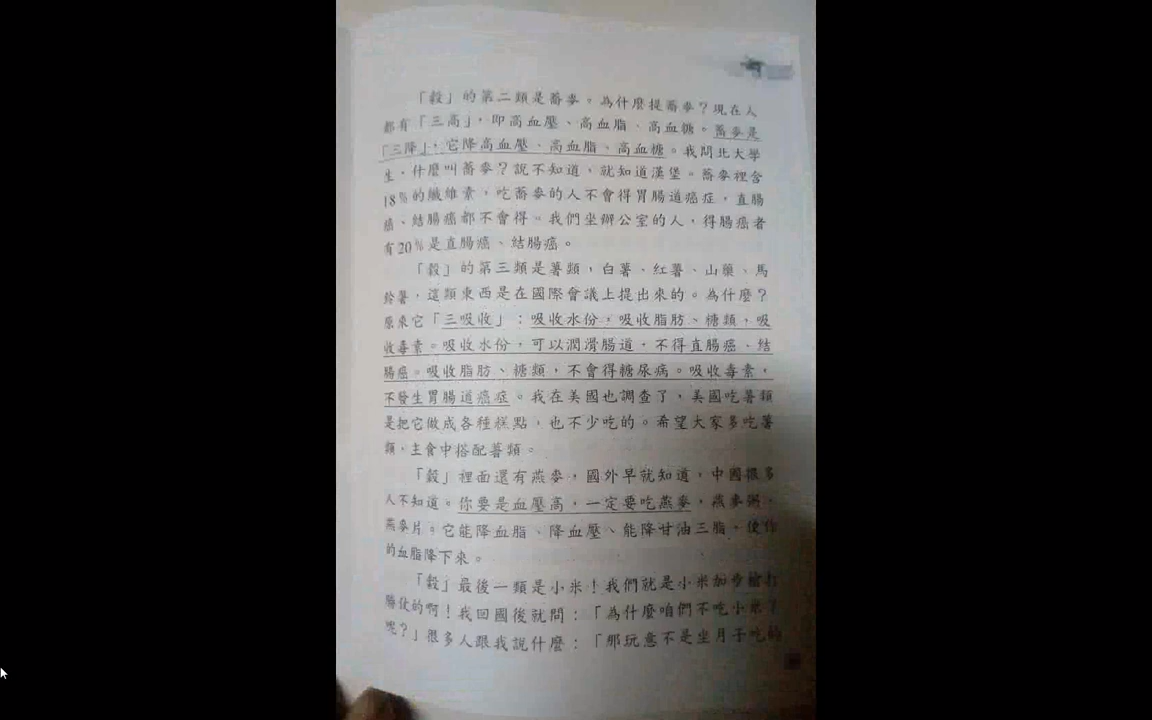 「穀」的第二類是蕎麥。為什麼提蕎麥？現在人
都有「三高」，即高血壓、高血脂、高血糖。蕎麥是
「三降」，它降高血壓、高血脂、高血糖。我問北大學
生，什麼叫蕎麥？說不知道，就知道漢堡。蕎麥裡含
18％的纖維素，吃蕎麥的人不會得胃腸道癌症，直腸
癌、結腸癌都不會得。我們坐辦公室的人，得腸癌者
有20％是直腸癌、結腸癌。
「穀」的第三類是薯類，白薯、紅薯、山藥、馬
鈴薯，這類東西是在國際會議上提出來的。為什麼？
原來它「三吸收」：吸收水份，吸收脂肪、糖類，吸
收毒素。吸收水份，可以潤滑腸道，不得直腸癌、結
腸癌。吸收脂肪、糖類，不會得糖尿病。吸收毒素，
不發生胃腸道癌症。我在美國也調查了，美國吃薯類
是把它做成各種糕點，也不少吃的。希望大家多吃薯
類，主食中搭配薯類。
「穀」裡面還有燕麥，國外早就知道，中國很多
人不知道。你要是血壓高，一定要吃燕麥，燕麥粥、
燕麥片。它能降血脂、降血壓、能降甘油三脂，使你
的血脂降下來。
「穀」最後一類是小米！我們就是小米加步槍打
勝仗的啊！我回國後就問：「為什麼咱們不吃小米了
呢？」很多人跟我說什麼：「那玩意不是坐月子吃的